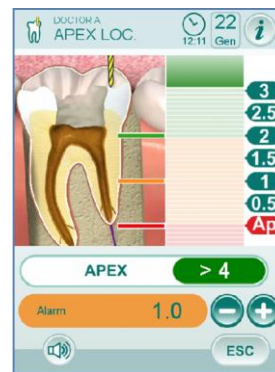 DOCTOR A
APEX LOC.
12:11
22
Gen
i
3
2.5
2
1.5
1
0.5
Ap
APEX > 4
Alarm 1.0
ESC